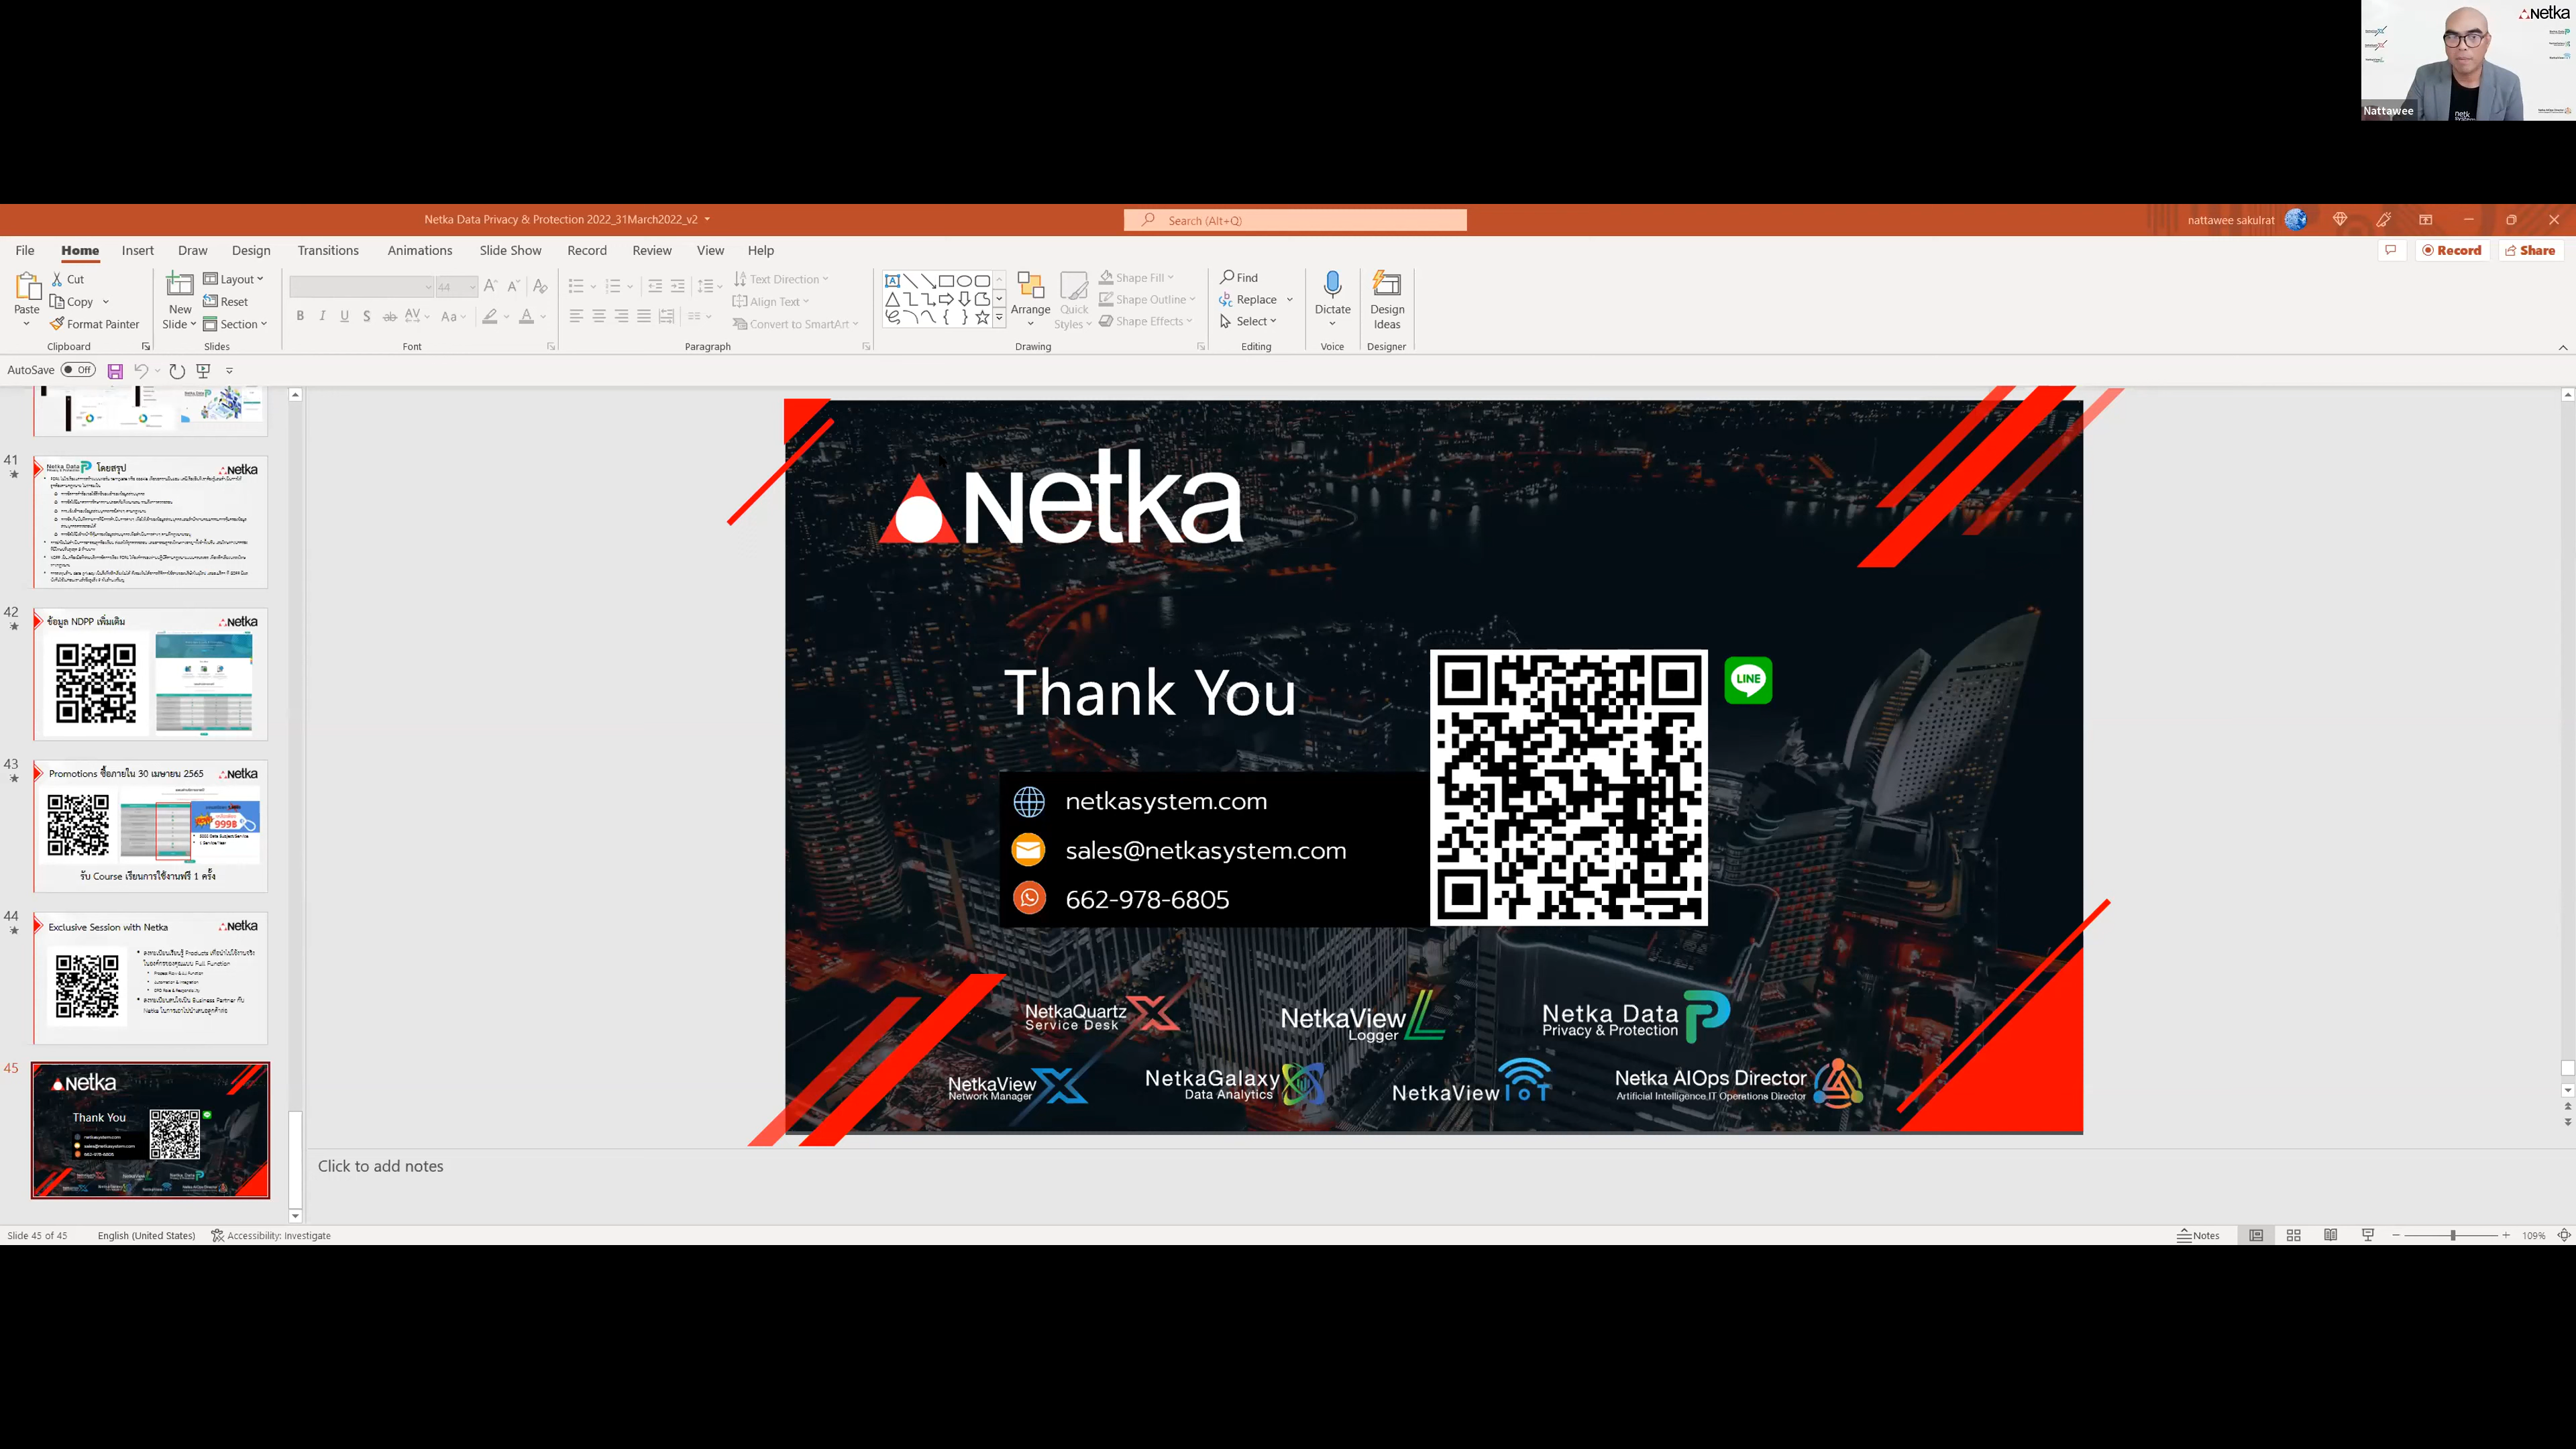 Netka
Nattawee
Netka Data Privacy & Protection 2022_31March2022_v2
Search (Alt+Q)
nattawee sakulrat
File Home Insert Draw Design Transitions Animations Slide Show Record Review View Help
Record Share
Paste
Cut
Copy
Format Painter
Clipboard
New Slide
Layout
Reset
Section
Slides
44
Font
Text Direction
Align Text
Convert to SmartArt
Paragraph
Arrange
Quick Styles
Shape Fill
Shape Outline
Shape Effects
Drawing
Find
Replace
Select
Editing
Dictate
Voice
Design Ideas
Designer
AutoSave Off
41
Netka Data
โดยสรุป
Netka
42
ข้อมูล NDPP เพิ่มเติม
Netka
43
Promotions ซื้อภายใน 30 เมษายน 2565
Netka
999฿
รับ Course เรียนการใช้งานฟรี 1 ครั้ง
44
Exclusive Session with Netka
Netka
45
Netka
Thank You
netkasystem.com
sales@netkasystem.com
662-978-6805
Netka
Thank You
LINE
netkasystem.com
sales@netkasystem.com
662-978-6805
NetkaQuartz
Service Desk
NetkaView
Logger
Netka Data
Privacy & Protection
NetkaView
Network Manager
NetkaGalaxy
Data Analytics
NetkaView IoT
Netka AIOps Director
Artificial Intelligence IT Operations Director
Click to add notes
Slide 45 of 45
English (United States)
Accessibility: Investigate
Notes
109%